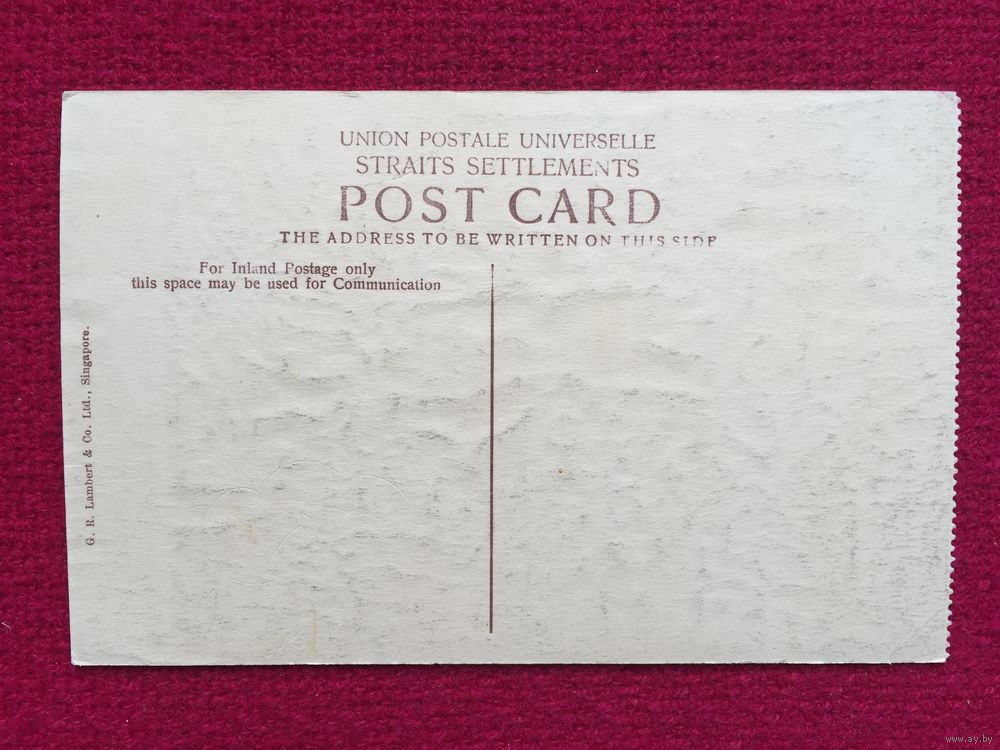 UNION POSTALE UNIVERSELLE
STRAITS SETTLEMENTS
POST CARD
THE ADDRESS TO BE WRITTEN ON THIS SIDE
For Inland Postage only
this space may be used for Communication
G. R. Lambert & Co. Ltd., Singapore.
www.ay.by